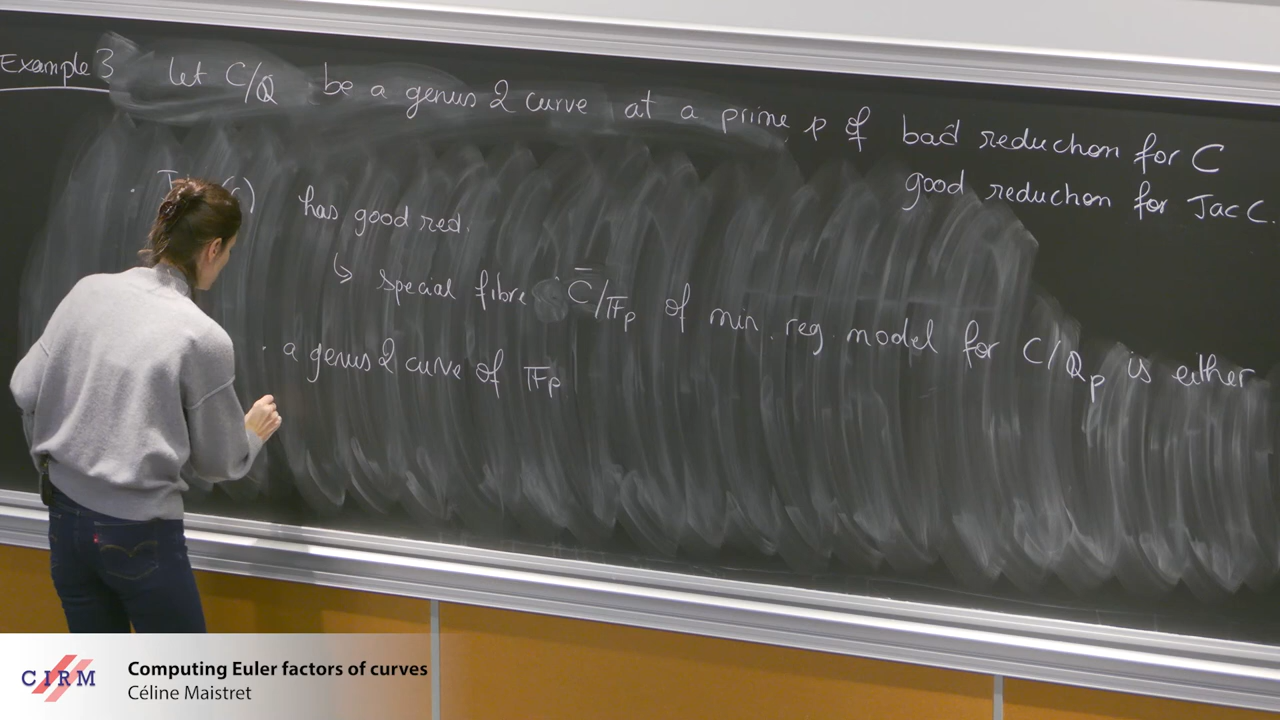 Example 3 Let C/Q be a genus 2 curve at a prime p of bad reduction for C
good reduction for Jac C.
has good red.
↳ special fibre C̄/𝔽p of min. reg. model for C/Qp is either
· a genus 2 curve of 𝔽p
CIRM
Computing Euler factors of curves
Céline Maistret